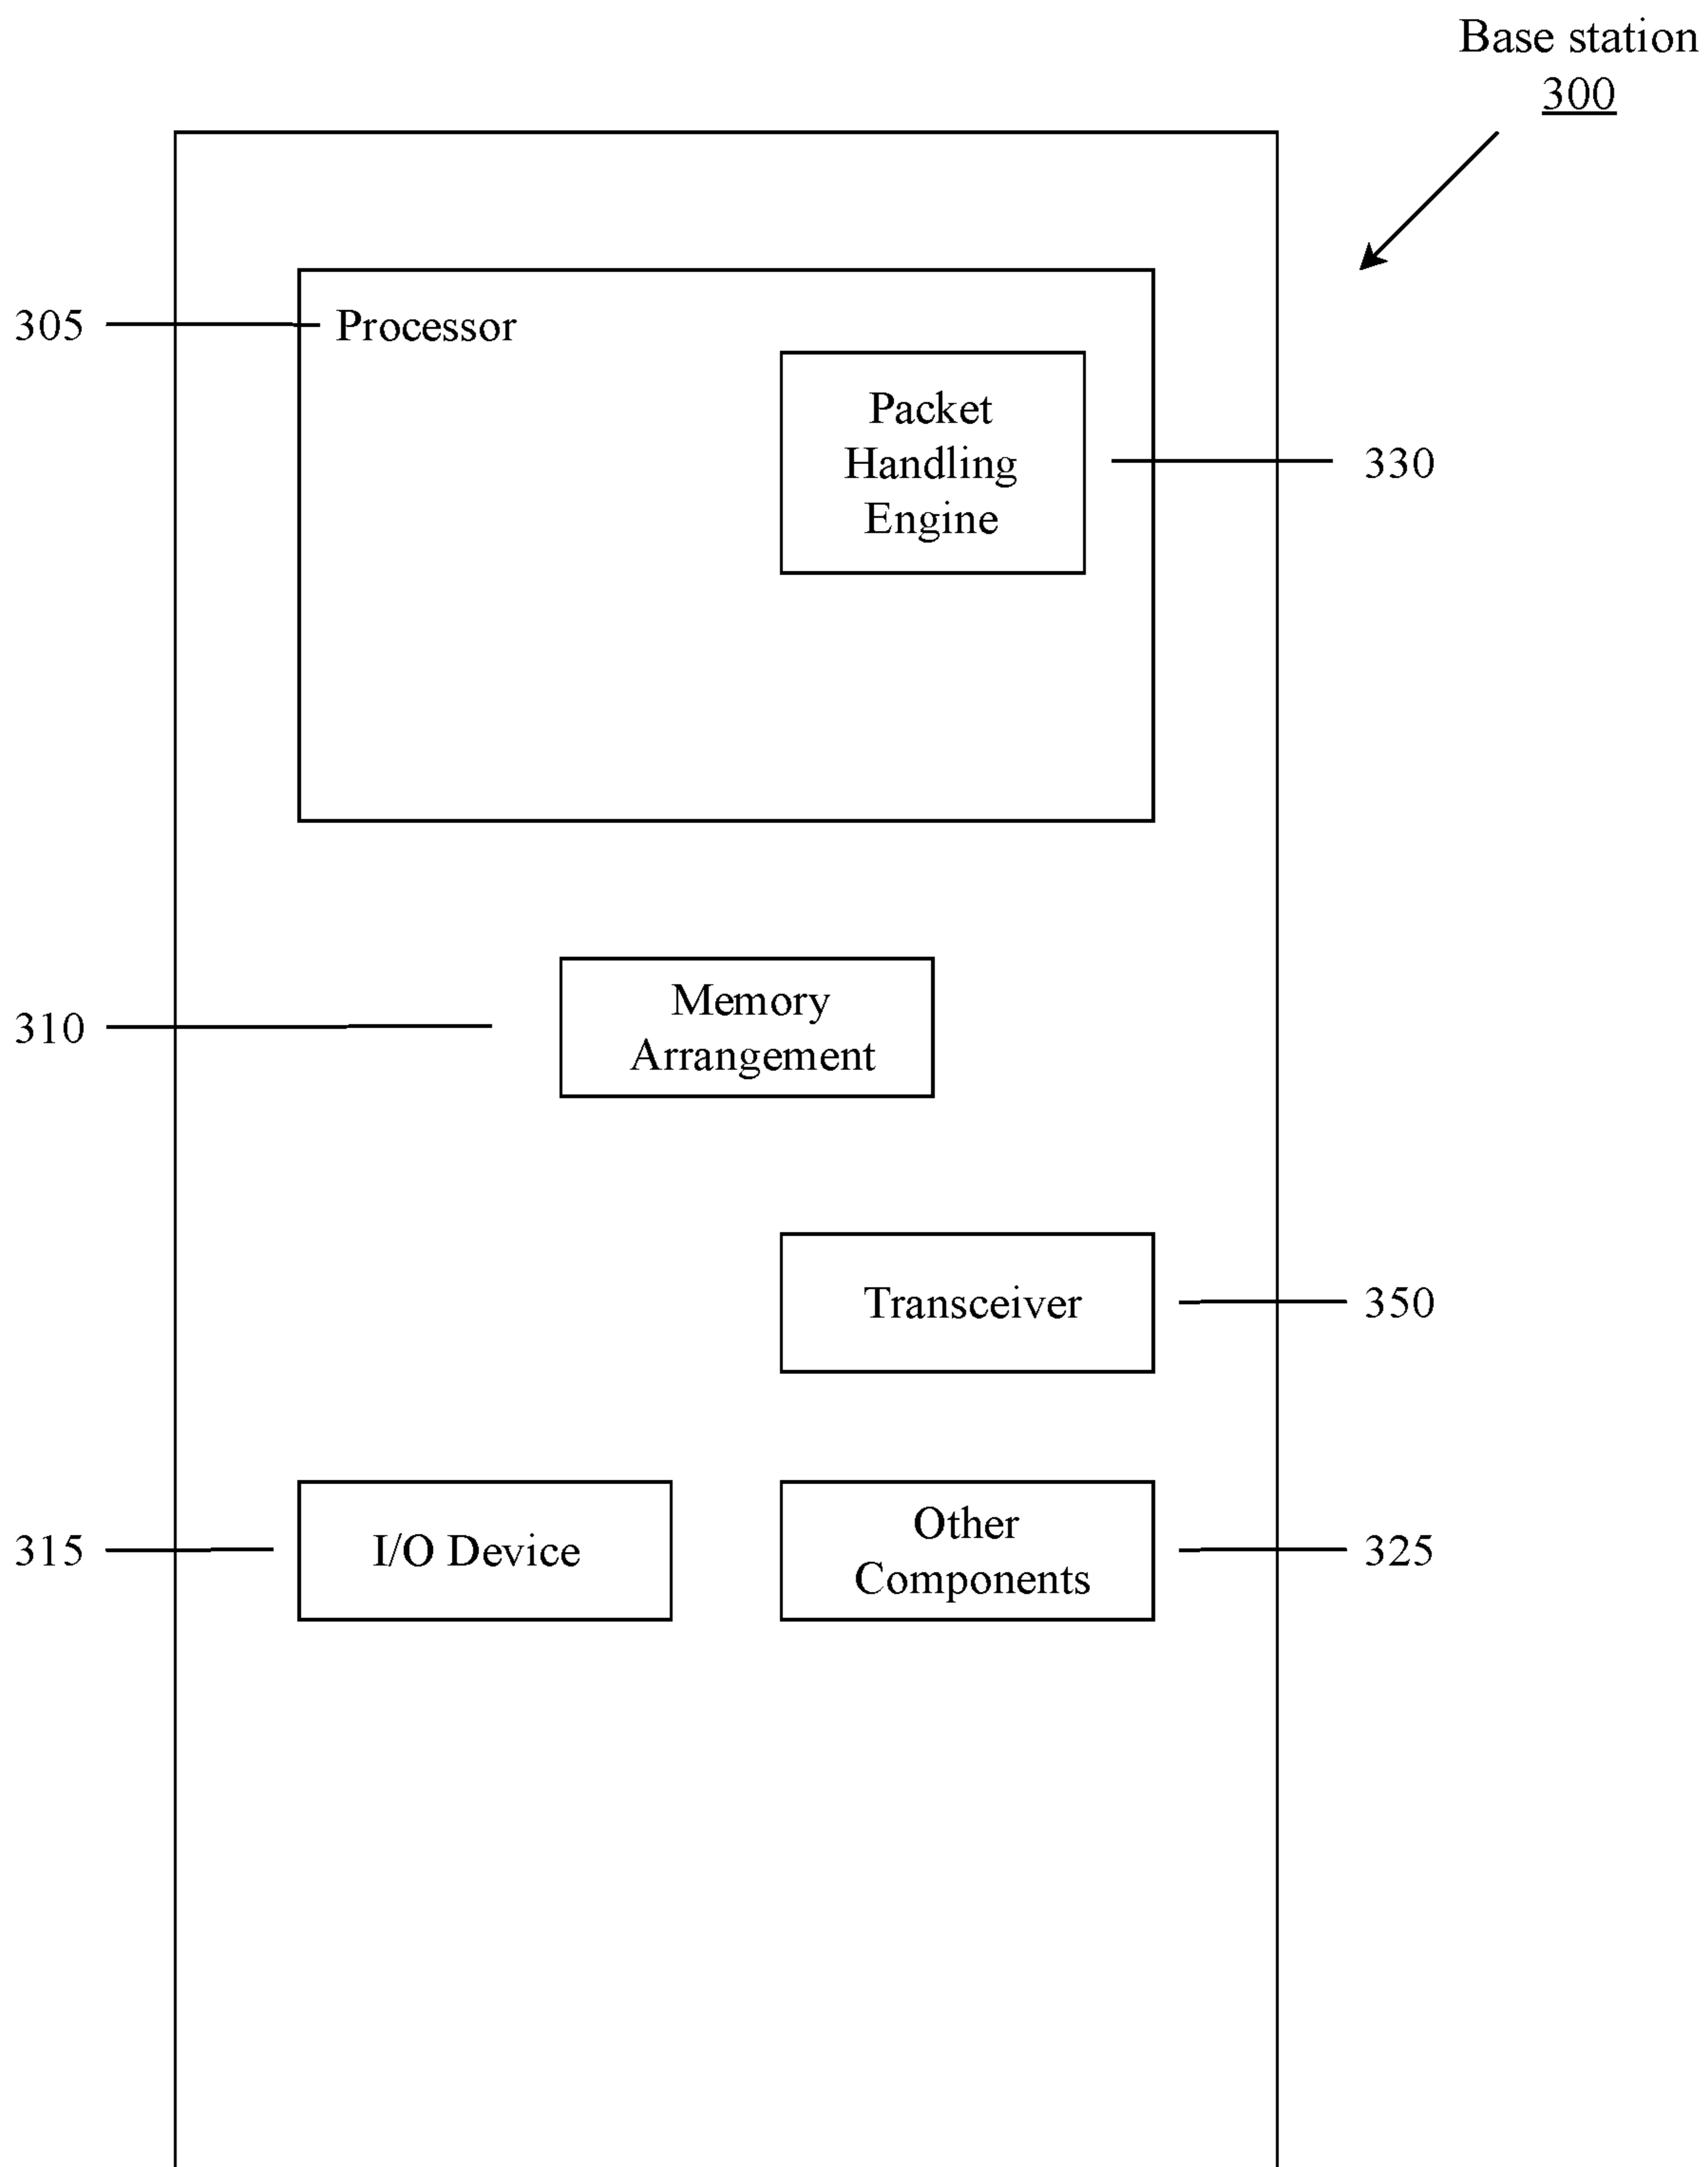 Base station
300
305
Processor
Packet
Handling
Engine
330
310
Memory
Arrangement
Transceiver
350
315
I/O Device
Other
Components
325